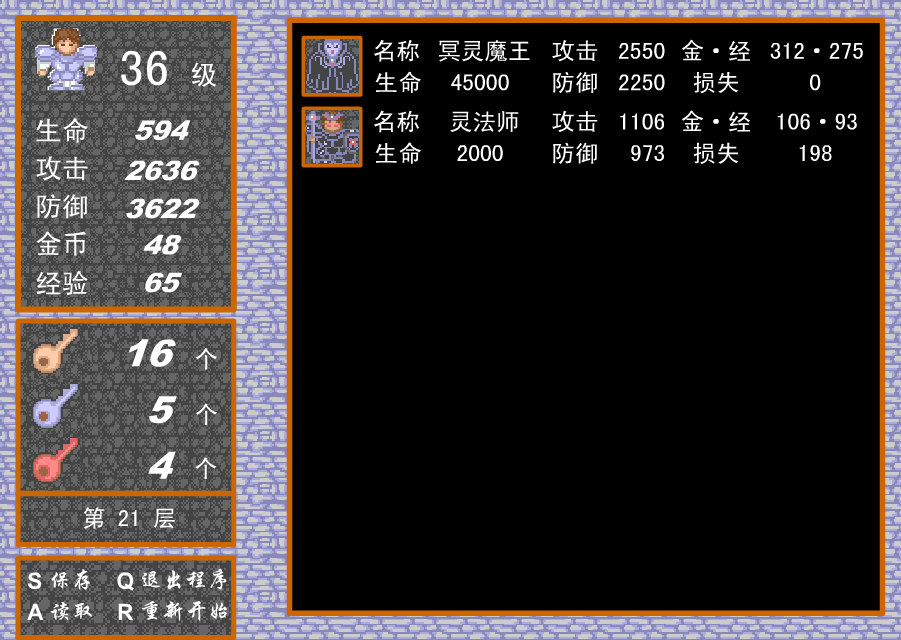 36 级
生命 594
攻击 2636
防御 3622
金币 48
经验 65
16 个
5 个
4 个
第 21 层
S 保存 Q 退出程序
A 读取 R 重新开始
名称 冥灵魔王 攻击 2550 金·经 312·275
生命 45000 防御 2250 损失 0
名称 灵法师 攻击 1106 金·经 106·93
生命 2000 防御 973 损失 198